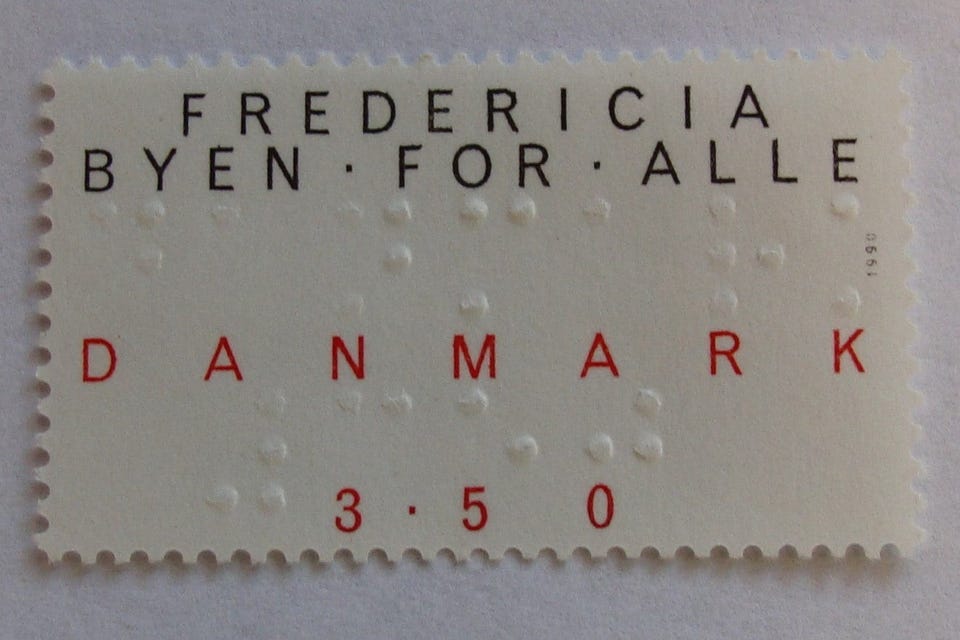 FREDERICIA
BYEN · FOR · ALLE
⠙⠁⠝⠍⠁⠗⠅
1990
DANMARK
⠼⠉⠑⠚
3·50